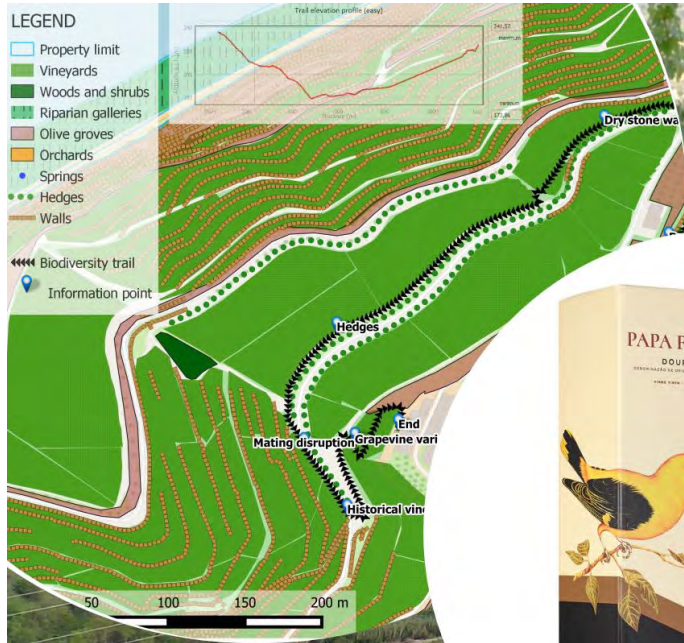 LEGEND
Property limit
Vineyards
Woods and shrubs
Riparian galleries
Olive groves
Orchards
Springs
Hedges
Walls
Biodiversity trail
Information point
Trail elevation profile (easy)
Dry stone wa
Hedges
End
Mating disruption
Grapevine vari
Historical vine
50 100 150 200 m
PAPA F
DOU